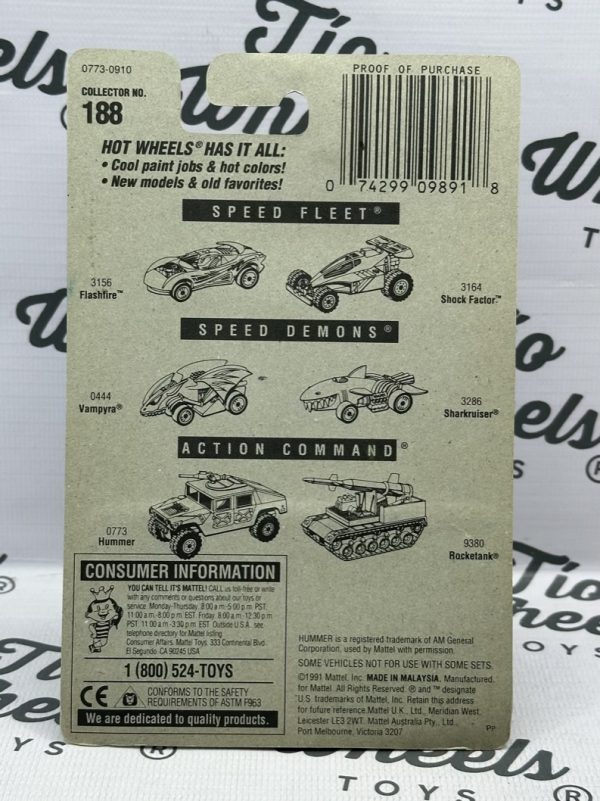 0773-0910
COLLECTOR NO.
188
PROOF OF PURCHASE
0 74299 09891 8
HOT WHEELS® HAS IT ALL:
• Cool paint jobs & hot colors!
• New models & old favorites!
SPEED FLEET®
3156
Flashfire™
3164
Shock Factor™
SPEED DEMONS®
0444
Vampyra®
3286
Sharkruiser®
ACTION COMMAND®
0773
Hummer
9380
Rocketank®
CONSUMER INFORMATION
YOU CAN TELL IT'S MATTEL! CALL us toll-free or write
with any comments or questions about our toys or
service. Monday-Thursday, 8:00 a.m.-5:00 p.m. PST,
11:00 a.m.-8:00 p.m. EST. Friday, 8:00 a.m.-12:30 p.m.
PST, 11:00 a.m.-3:30 p.m. EST. Outside U.S.A. see
telephone directory for Mattel listing.
Consumer Affairs, Mattel Toys, 333 Continental Blvd.
El Segundo, CA 90245 USA
1 (800) 524-TOYS
CE
CONFORMS TO THE SAFETY
REQUIREMENTS OF ASTM F963
We are dedicated to quality products.
HUMMER is a registered trademark of AM General
Corporation, used by Mattel with permission.
SOME VEHICLES NOT FOR USE WITH SOME SETS.
©1991 Mattel, Inc. MADE IN MALAYSIA. Manufactured
for Mattel. All Rights Reserved. ® and ™ designate
U.S. trademarks of Mattel, Inc. Retain this address
for future reference: Mattel U.K. Ltd., Meridian West,
Leicester LE3 2WT. Mattel Australia Pty., Ltd.,
Port Melbourne, Victoria 3207
PP
Tio
Wheels
TOYS
®